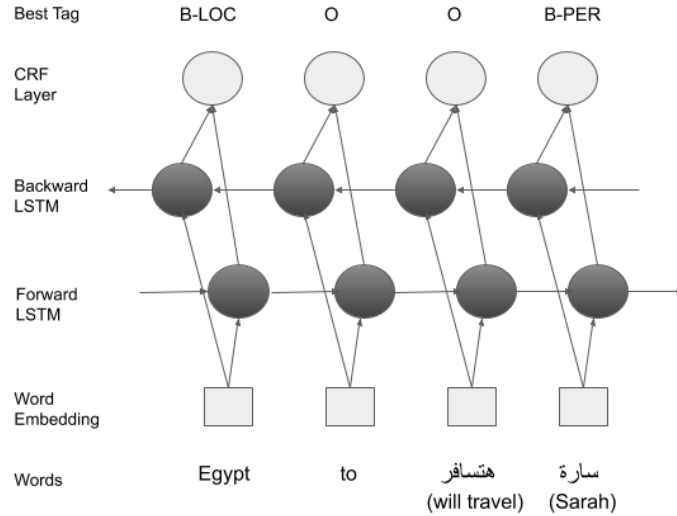 Best Tag B-LOC O O B-PER
CRF
Layer
Backward
LSTM
Forward
LSTM
Word
Embedding
Words Egypt to هتسافر سارة
(will travel) (Sarah)